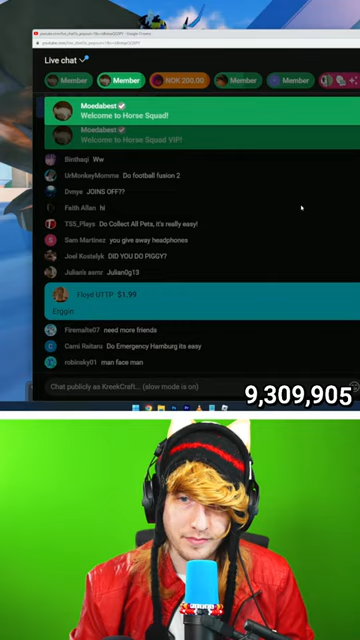 Live chat
Member
Member
NOK 200.00
Member
Member
Moedabest
Welcome to Horse Squad!
Moedabest
Welcome to Horse Squad VIP!
Binthaqi Ww
UrMonkeyMomma Do football fusion 2
Dvnye JOINS OFF??
Faith Allan hi
TS5_Plays Do Collect All Pets, it's really easy!
Sam Martinez you give away headphones
Joel Kostelyk DID YOU DO PIGGY?
Julian's asmr Julian0g13
Floyd UTTP $1.99
Firemaite07 need more friends
Cami Raitaru Do Emergency Hamburg its easy
robinsky01 man face man
Chat publicly as KreekCraft... (slow mode is on)
9,309,905